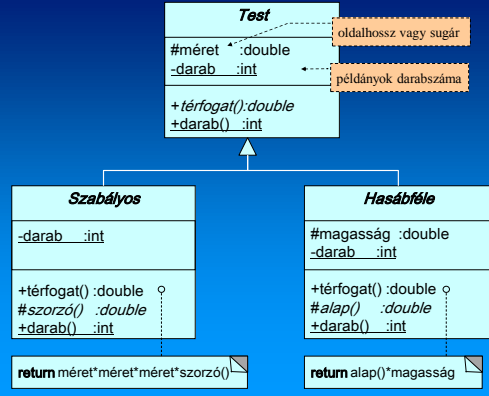 Test
#méret :double
-darab :int
oldalhossz vagy sugár
példányok darabszáma
+térfogat():double
+darab() :int
Szabályos
-darab :int
+térfogat() :double
#szorzó() :double
+darab() :int
return méret*méret*méret*szorzó()
Hasábféle
#magasság :double
-darab :int
+térfogat() :double
#alap() :double
+darab() :int
return alap()*magasság